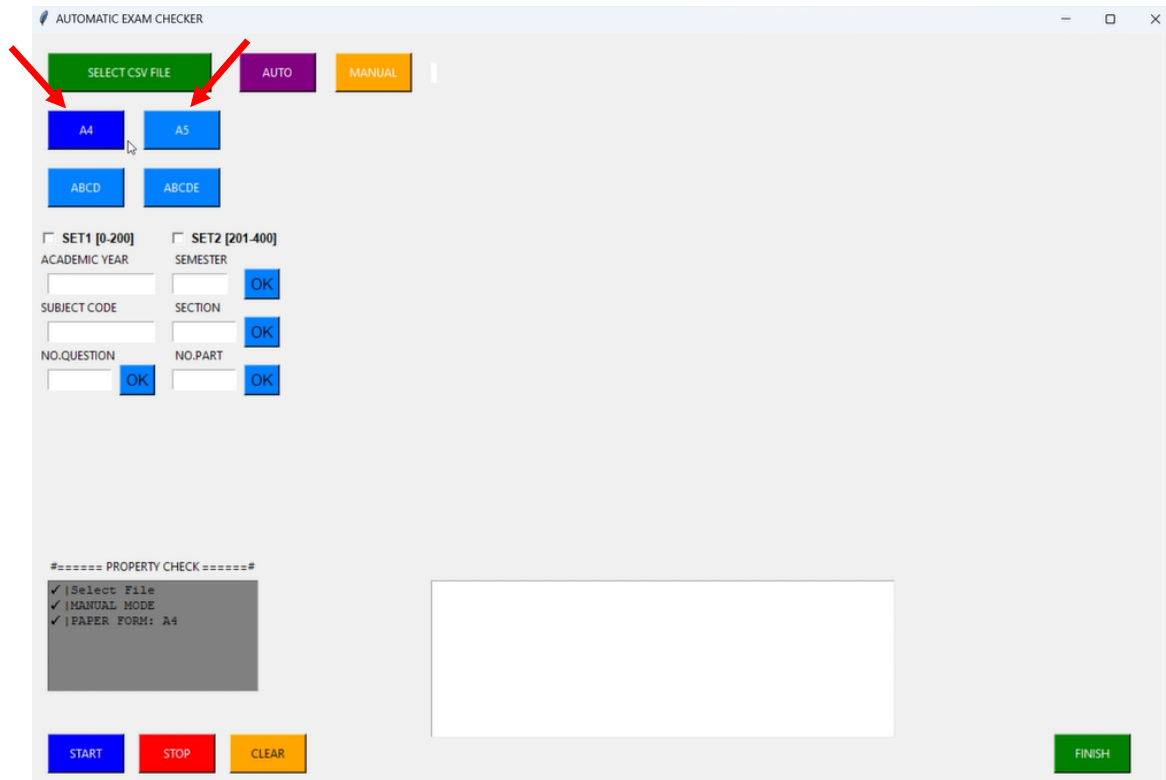 AUTOMATIC EXAM CHECKER
SELECT CSV FILE AUTO MANUAL
A4 A5
ABCD ABCDE
SET1 [0-200] SET2 [201-400]
ACADEMIC YEAR SEMESTER
OK
SUBJECT CODE SECTION
OK
NO.QUESTION NO.PART
OK OK
#====== PROPERTY CHECK ======#
✓|Select File
✓|MANUAL MODE
✓|PAPER FORM: A4
START STOP CLEAR FINISH